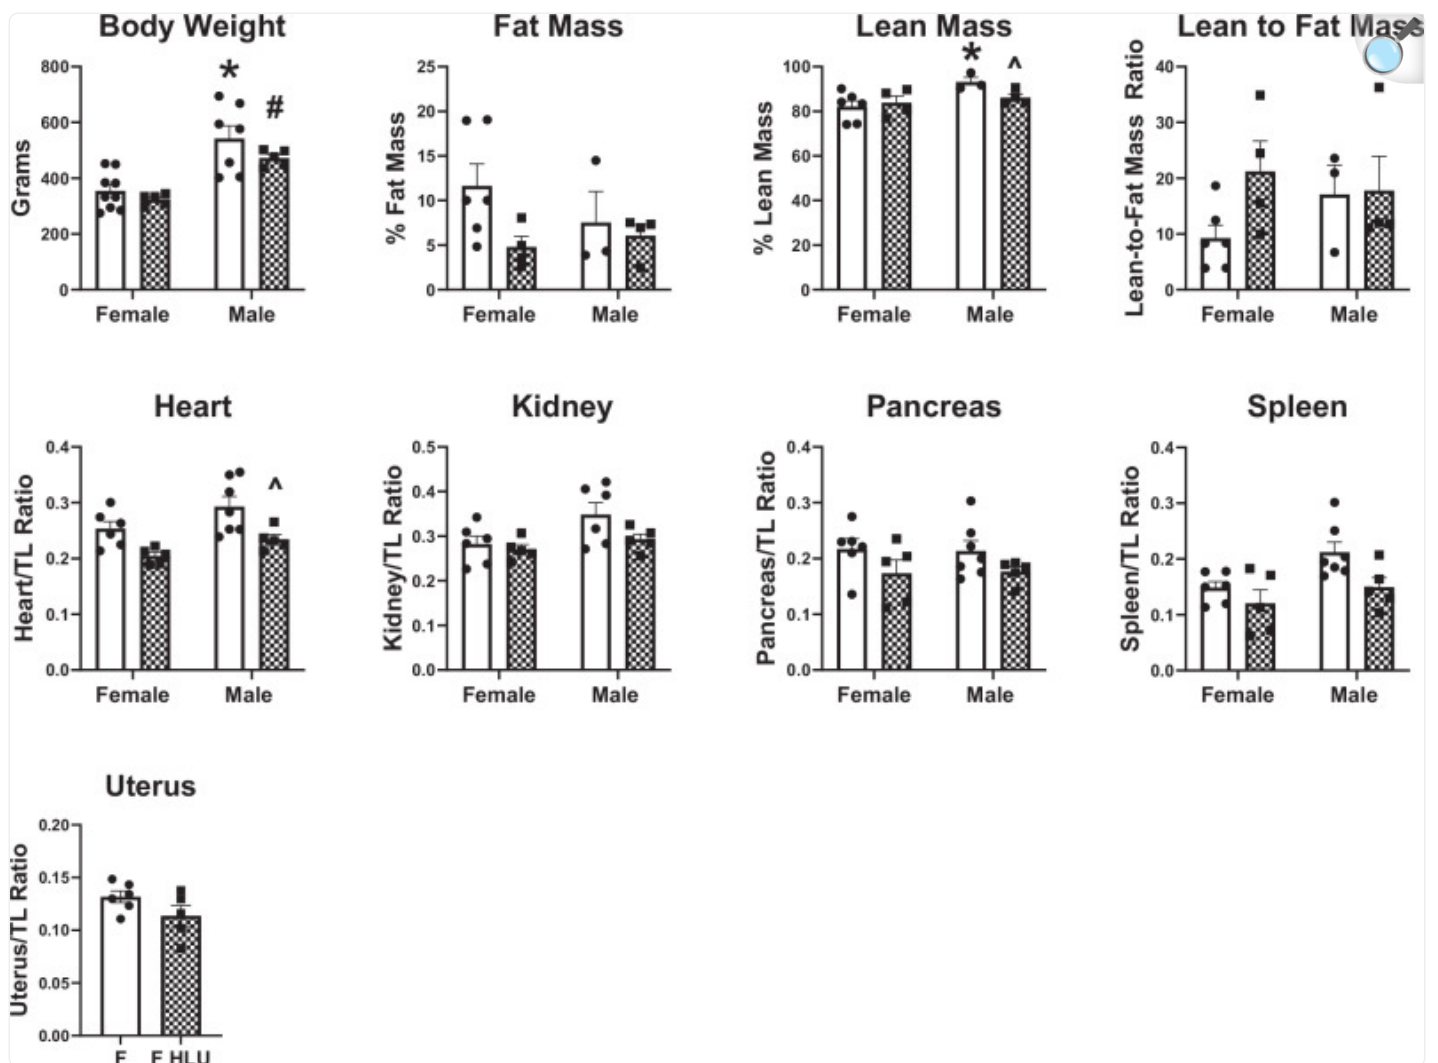 Body Weight
Fat Mass
Lean Mass
Lean to Fat Mass
*
#
*
^
Grams
800
600
400
200
0
Female
Male
% Fat Mass
25
20
15
10
5
0
Female
Male
% Lean Mass
100
80
60
40
20
0
Female
Male
Lean-to-Fat Mass Ratio
40
30
20
10
0
Female
Male
Heart
Kidney
Pancreas
Spleen
^
Heart/TL Ratio
0.4
0.3
0.2
0.1
0.0
Female
Male
Kidney/TL Ratio
0.5
0.4
0.3
0.2
0.1
0.0
Female
Male
Pancreas/TL Ratio
0.4
0.3
0.2
0.1
0.0
Female
Male
Spleen/TL Ratio
0.4
0.3
0.2
0.1
0.0
Female
Male
Uterus
Uterus/TL Ratio
0.20
0.15
0.10
0.05
0.00
F
F HLU